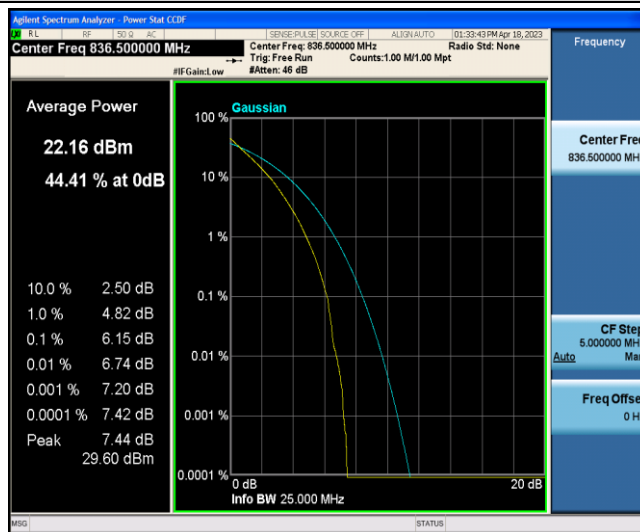 Agilent Spectrum Analyzer - Power Stat CCDF
RL RF 50 Ω AC SENSE:PULSE SOURCE OFF ALIGN AUTO 01:33:43 PM Apr 18, 2023
Center Freq 836.500000 MHz
Center Freq: 836.500000 MHz Radio Std: None
Trig: Free Run Counts:1.00 M/1.00 Mpt
#IFGain:Low #Atten: 46 dB
Frequency
Average Power
22.16 dBm
44.41 % at 0dB
10.0 % 2.50 dB
1.0 % 4.82 dB
0.1 % 6.15 dB
0.01 % 6.74 dB
0.001 % 7.20 dB
0.0001 % 7.42 dB
Peak 7.44 dB
29.60 dBm
Gaussian
100 %
10 %
1 %
0.1 %
0.01 %
0.001 %
0.0001 %
0 dB 20 dB
Info BW 25.000 MHz
Center Fre
836.500000 MH
CF Step
5.000000 MH
Auto Ma
Freq Offse
0 H
MSG STATUS